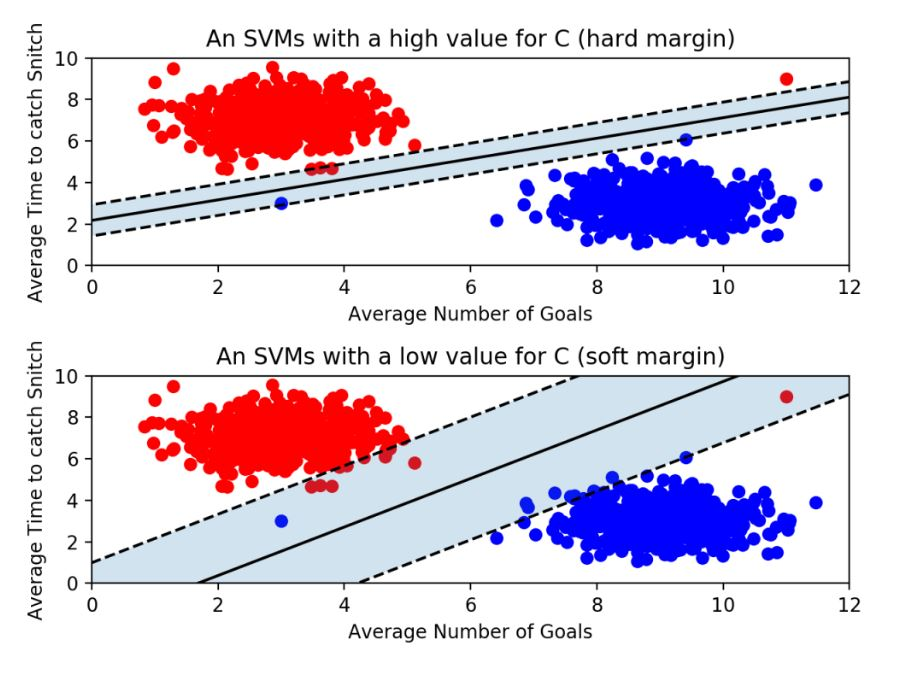 An SVMs with a high value for C (hard margin)
Average Time to catch Snitch
10
8
6
4
2
0
0 2 4 6 8 10 12
Average Number of Goals
An SVMs with a low value for C (soft margin)
Average Time to catch Snitch
10
8
6
4
2
0
0 2 4 6 8 10 12
Average Number of Goals